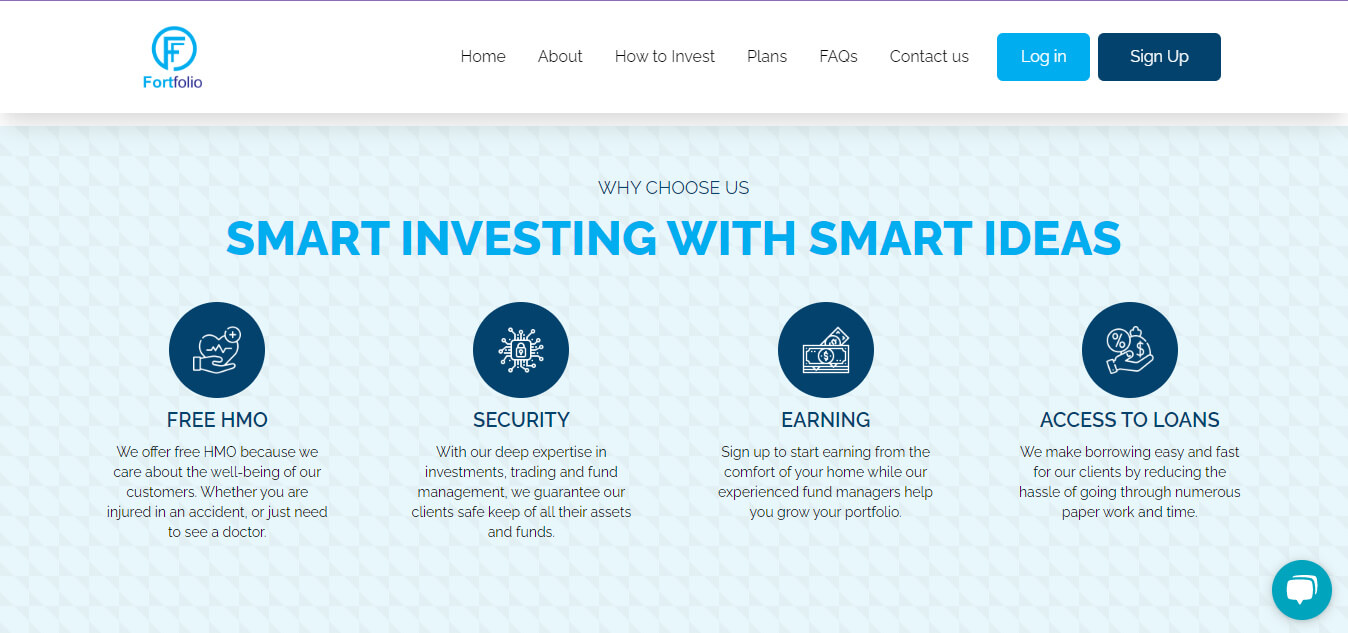 Home About How to Invest Plans FAQs Contact us Log in Sign Up
Fortfolio
WHY CHOOSE US
SMART INVESTING WITH SMART IDEAS
FREE HMO
We offer free HMO because we
care about the well-being of our
customers. Whether you are
injured in an accident, or just need
to see a doctor.
SECURITY
With our deep expertise in
investments, trading and fund
management, we guarantee our
clients safe keep of all their assets
and funds.
EARNING
Sign up to start earning from the
comfort of your home while our
experienced fund managers help
you grow your portfolio.
ACCESS TO LOANS
We make borrowing easy and fast
for our clients by reducing the
hassle of going through numerous
paper work and time.